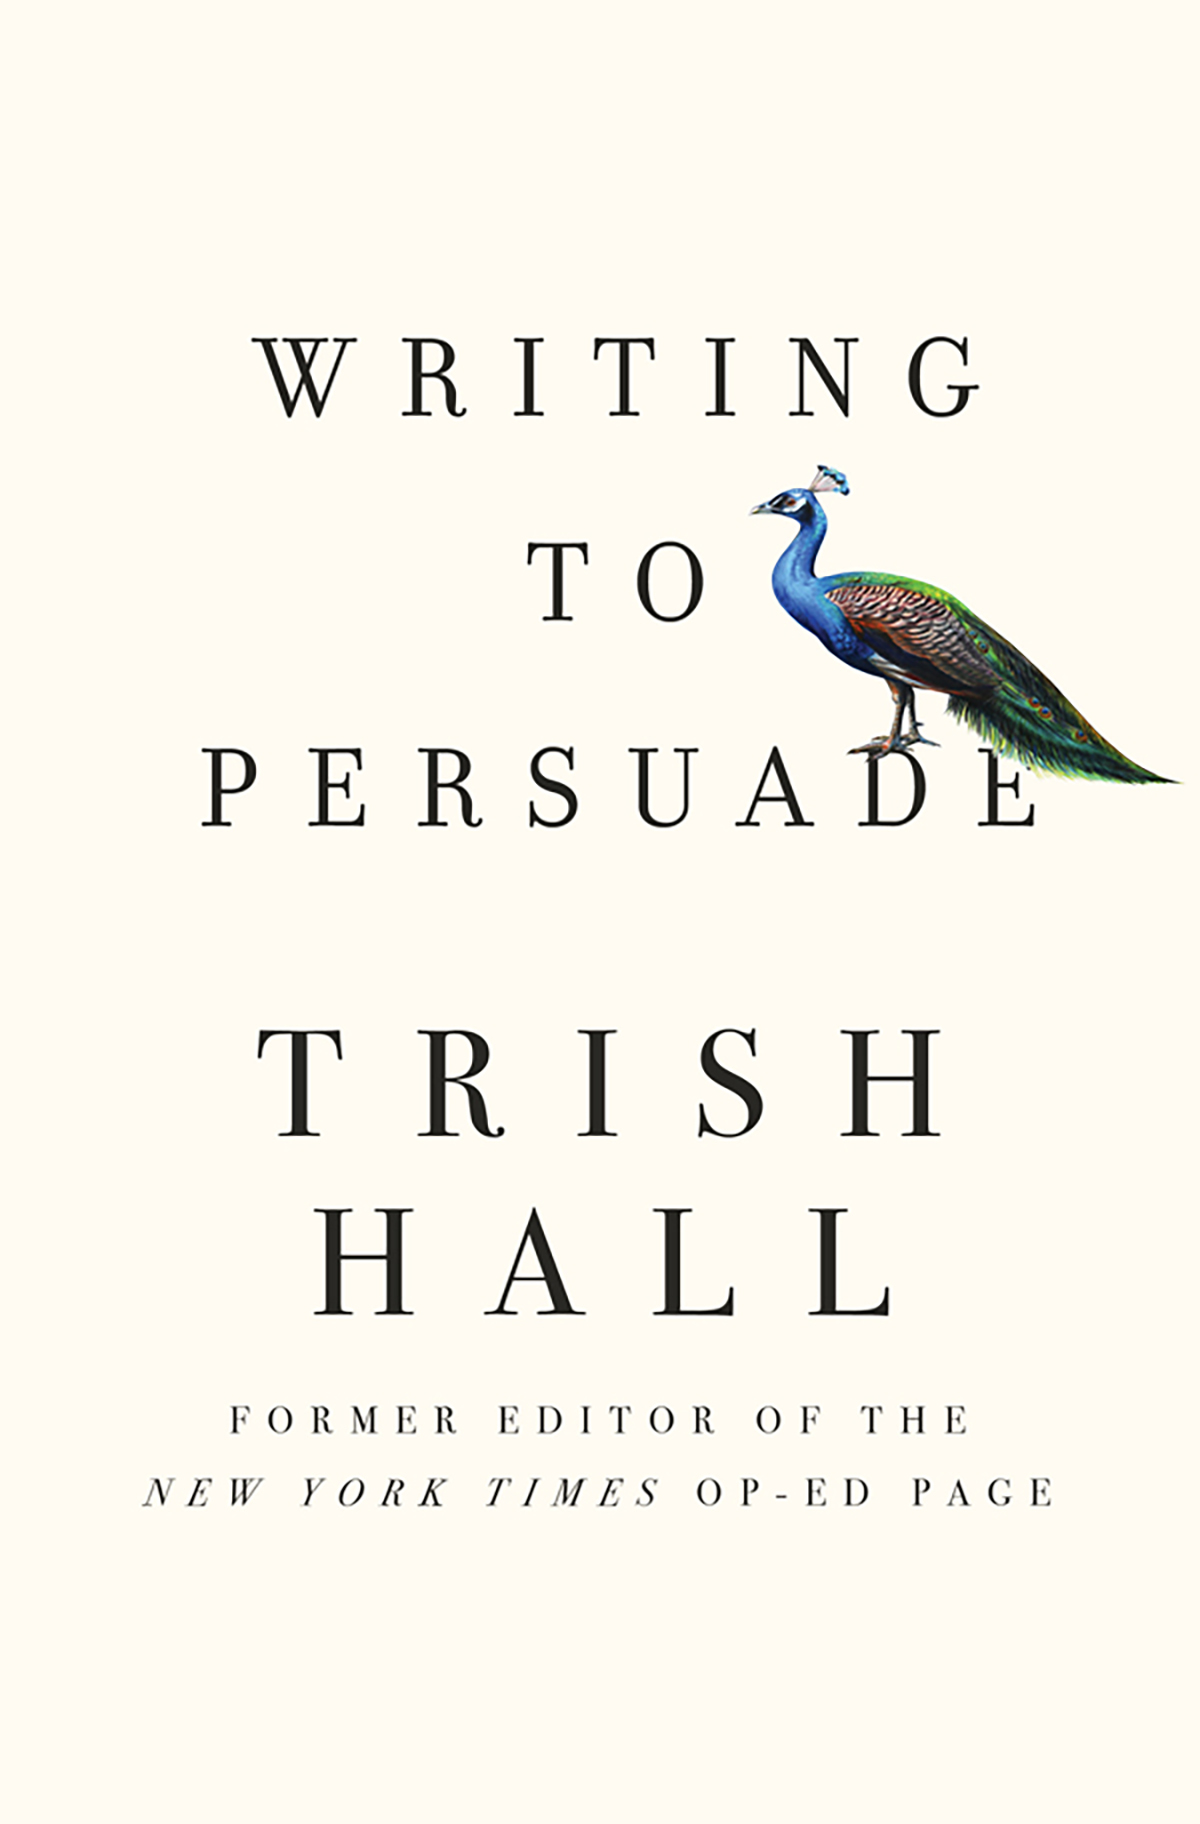 WRITING
TO
PERSUADE
TRISH
HALL
FORMER EDITOR OF THE
NEW YORK TIMES OP-ED PAGE